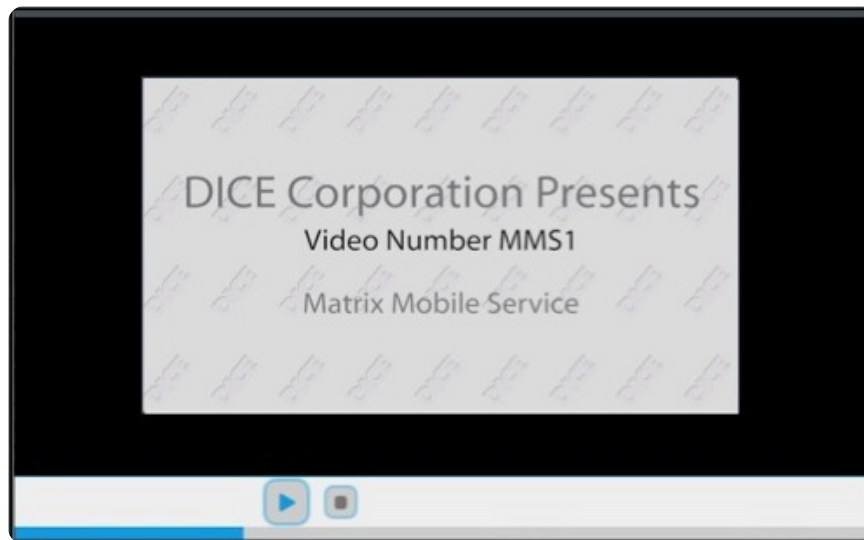 DICE Corporation Presents
Video Number MMS1
Matrix Mobile Service